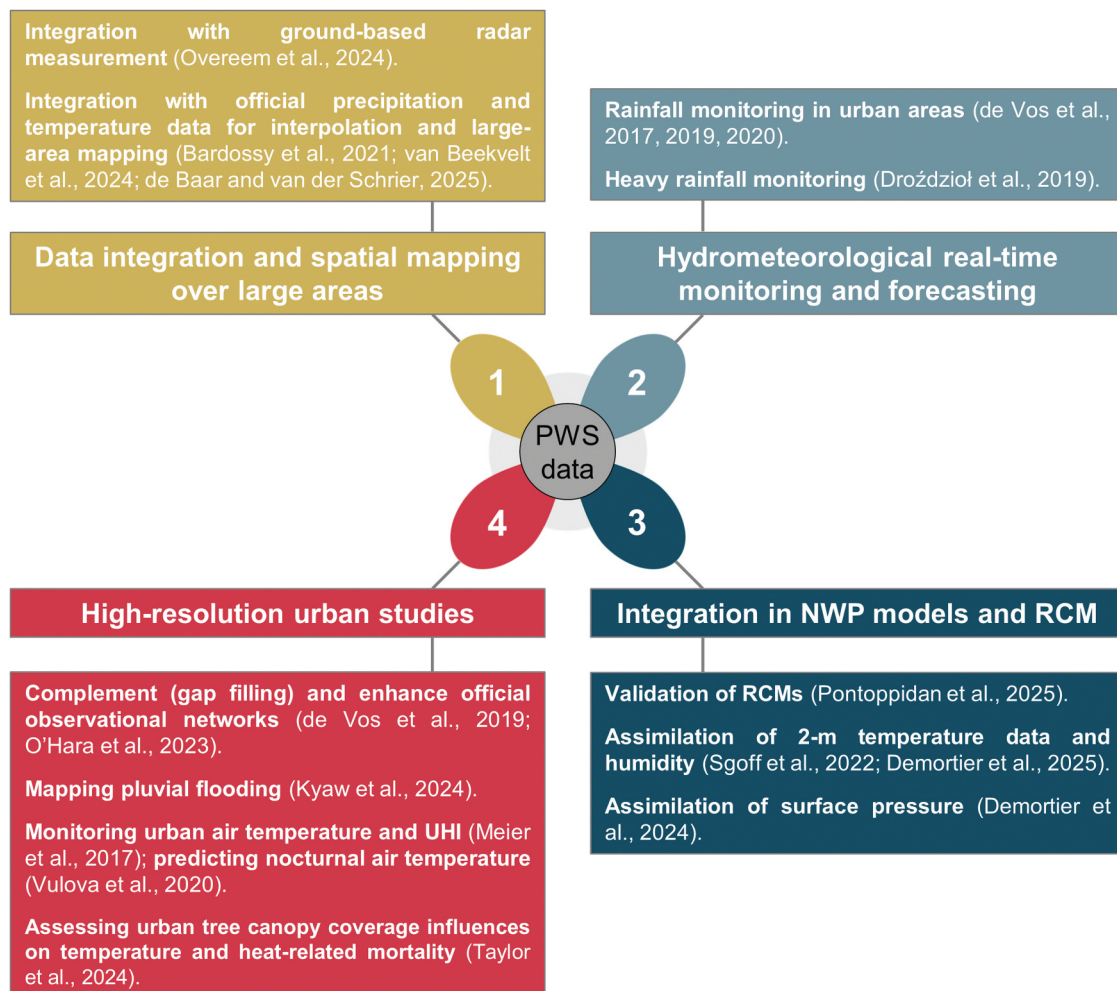 Integration with ground-based radar
measurement (Overeem et al., 2024).
Integration with official precipitation and
temperature data for interpolation and large-
area mapping (Bardossy et al., 2021; van Beekvelt
et al., 2024; de Baar and van der Schrier, 2025).
Data integration and spatial mapping
over large areas
Rainfall monitoring in urban areas (de Vos et al.,
2017, 2019, 2020).
Heavy rainfall monitoring (Droździoł et al., 2019).
Hydrometeorological real-time
monitoring and forecasting
1
2
PWS
data
4
3
High-resolution urban studies
Complement (gap filling) and enhance official
observational networks (de Vos et al., 2019;
O’Hara et al., 2023).
Mapping pluvial flooding (Kyaw et al., 2024).
Monitoring urban air temperature and UHI (Meier
et al., 2017); predicting nocturnal air temperature
(Vulova et al., 2020).
Assessing urban tree canopy coverage influences
on temperature and heat-related mortality (Taylor
et al., 2024).
Integration in NWP models and RCM
Validation of RCMs (Pontoppidan et al., 2025).
Assimilation of 2-m temperature data and
humidity (Sgoff et al., 2022; Demortier et al., 2025).
Assimilation of surface pressure (Demortier et
al., 2024).